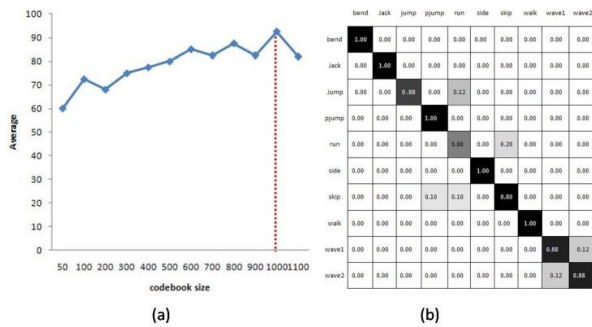 100
90
80
70
60
50
40
30
20
10
0
Average
50 100 200 300 400 500 600 700 800 900 1000 1100
codebook size
(a)
bend Jack jump pjump run side skip walk wave1 wave2
bend 1.00 0.00 0.00 0.00 0.00 0.00 0.00 0.00 0.00 0.00
Jack 0.00 1.00 0.00 0.00 0.00 0.00 0.00 0.00 0.00 0.00
Jump 0.00 0.00 0.88 0.00 0.12 0.00 0.00 0.00 0.00 0.00
pjump 0.00 0.00 0.00 1.00 0.00 0.00 0.00 0.00 0.00 0.00
run 0.00 0.00 0.00 0.00 0.80 0.00 0.20 0.00 0.00 0.00
side 0.00 0.00 0.00 0.00 0.00 1.00 0.00 0.00 0.00 0.00
skip 0.00 0.00 0.00 0.10 0.10 0.00 0.80 0.00 0.00 0.00
walk 0.00 0.00 0.00 0.00 0.00 0.00 0.00 1.00 0.00 0.00
wave1 0.00 0.00 0.00 0.00 0.00 0.00 0.00 0.00 0.88 0.12
wave2 0.00 0.00 0.00 0.00 0.00 0.00 0.00 0.00 0.12 0.88
(b)